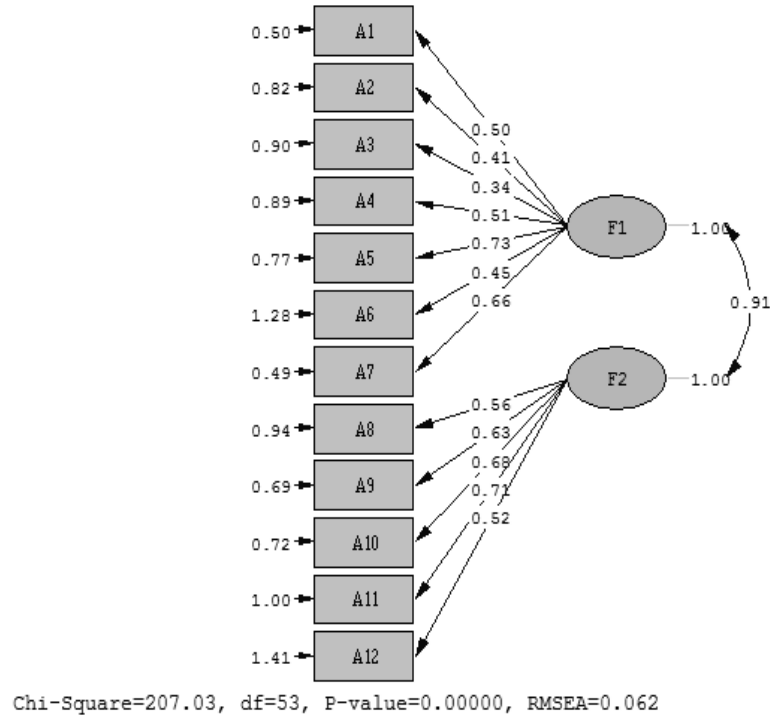 0.50 A1
0.82 A2
0.90 A3
0.89 A4
0.77 A5
1.28 A6
0.49 A7
0.94 A8
0.69 A9
0.72 A10
1.00 A11
1.41 A12
0.50
0.41
0.34
0.51
0.73
0.45
0.66
F1 1.00
0.91
F2 1.00
0.56
0.63
0.68
0.71
0.52
Chi-Square=207.03, df=53, P-value=0.00000, RMSEA=0.062